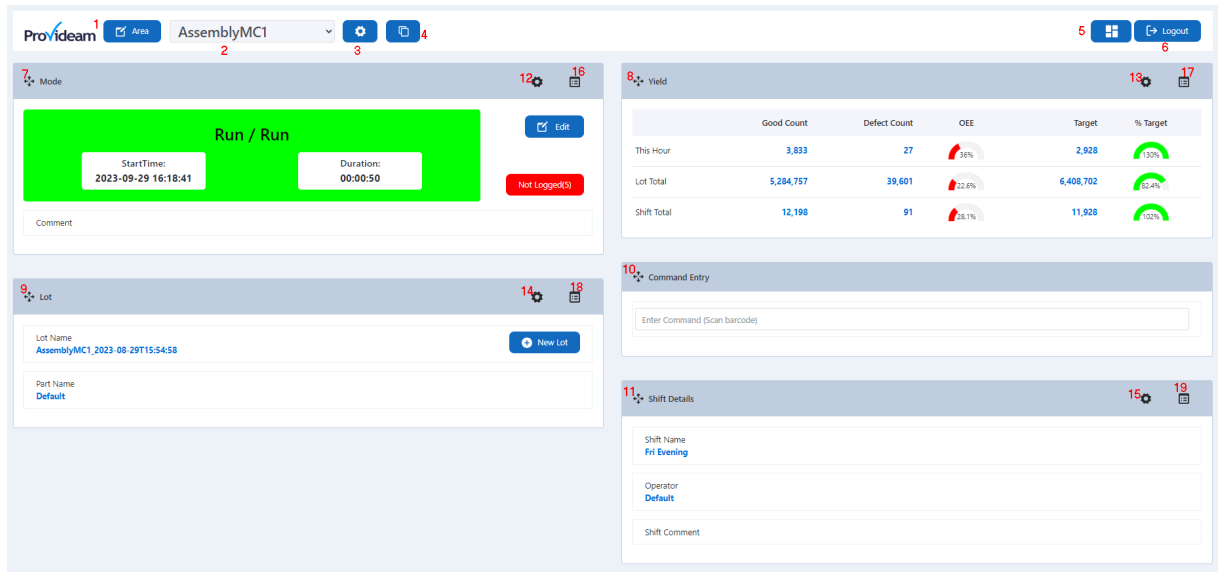 Provideam 1 Area AssemblyMC1 2 3 4 5 Logout 6
7 Mode 12 16
Run / Run
Edit
StartTime:
2023-09-29 16:18:41
Duration:
00:00:50
Not Logged(5)
Comment
9 Lot 14 18
Lot Name
AssemblyMC1_2023-08-29T15:54:58
New Lot
Part Name
Default
8 Yield 13 17
Good Count Defect Count OEE Target % Target
This Hour 3,833 27 36% 2,928 130%
Lot Total 5,284,757 39,601 22.6% 6,408,702 82.4%
Shift Total 12,198 91 28.1% 11,928 102%
10 Command Entry
Enter Command (Scan barcode)
11 Shift Details 15 19
Shift Name
Fri Evening
Operator
Default
Shift Comment